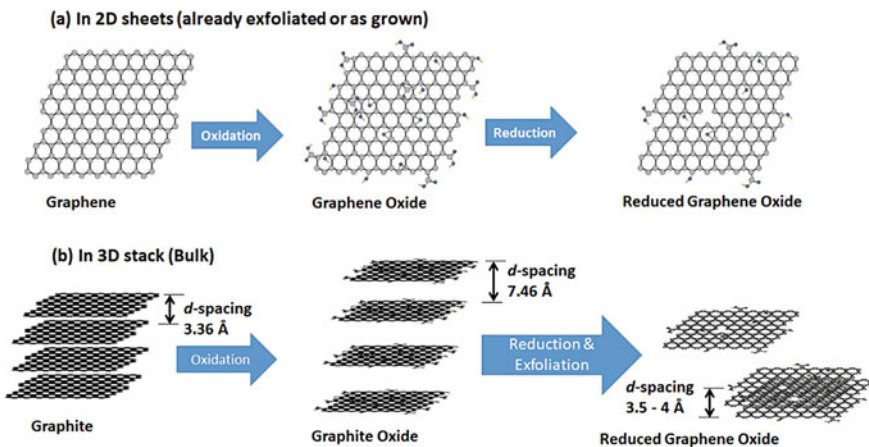 (a) In 2D sheets (already exfoliated or as grown)
Oxidation
Reduction
Graphene
Graphene Oxide
Reduced Graphene Oxide
(b) In 3D stack (Bulk)
d-spacing
3.36 Å
d-spacing
7.46 Å
Oxidation
Reduction &
Exfoliation
d-spacing
3.5 - 4 Å
Graphite
Graphite Oxide
Reduced Graphene Oxide